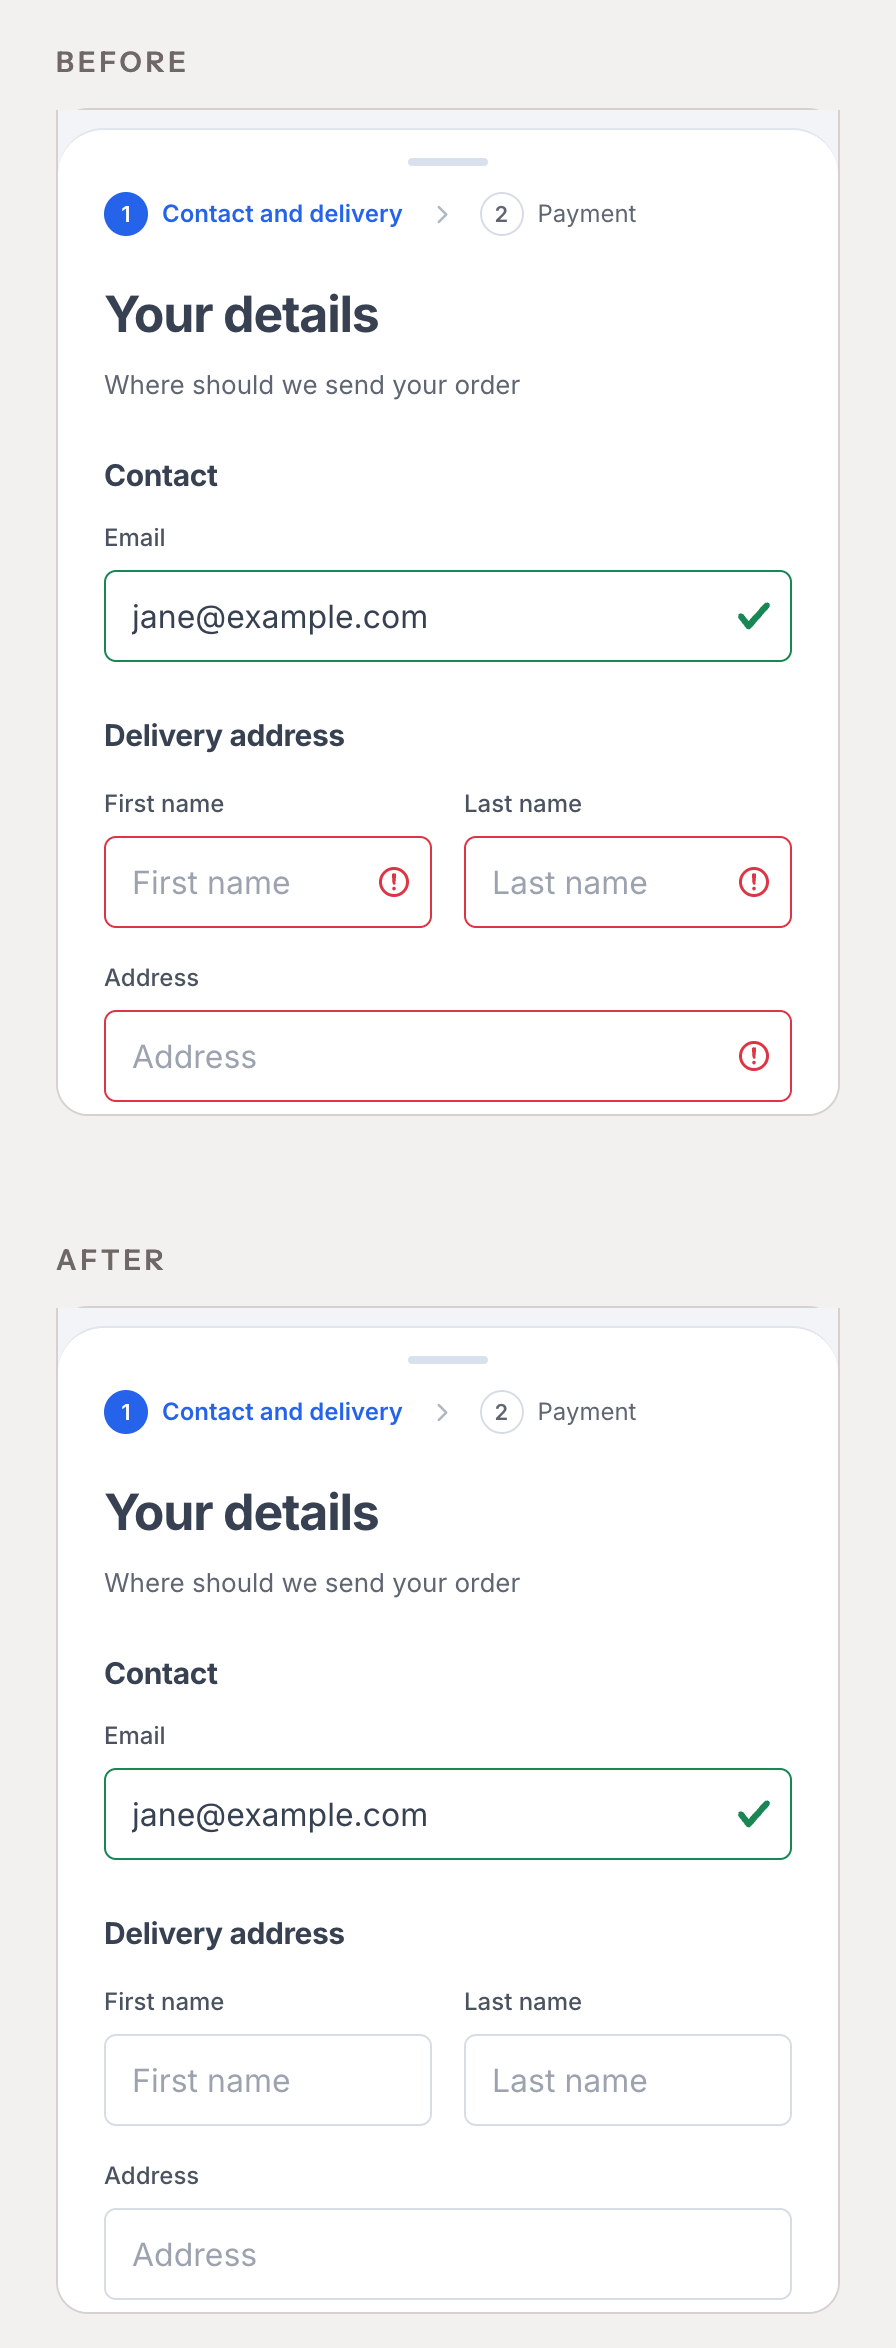 BEFORE
1 Contact and delivery 2 Payment
Your details
Where should we send your order
Contact
Email
jane@example.com
Delivery address
First name Last name
First name Last name
Address
Address
AFTER
1 Contact and delivery 2 Payment
Your details
Where should we send your order
Contact
Email
jane@example.com
Delivery address
First name Last name
First name Last name
Address
Address